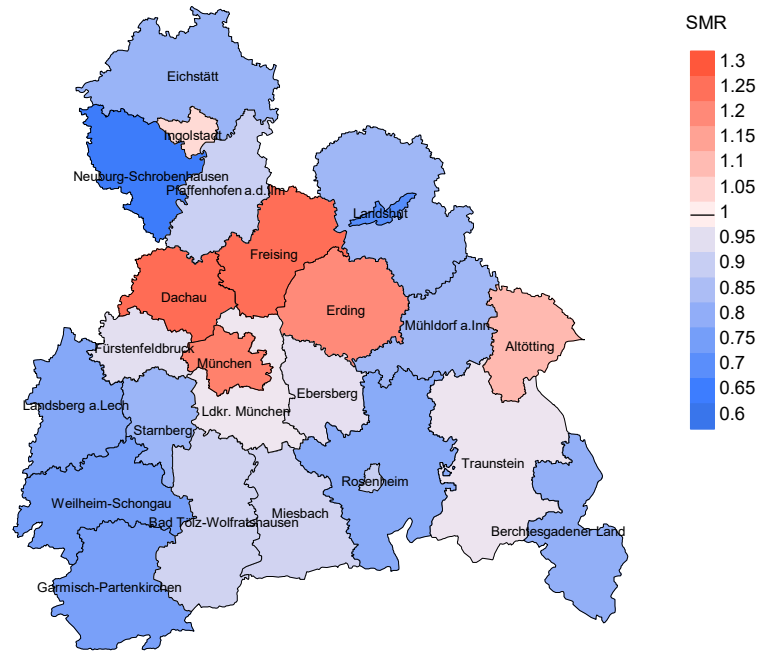 SMR
1.3
1.25
1.2
1.15
1.1
1.05
1
0.95
0.9
0.85
0.8
0.75
0.7
0.65
0.6
Eichstätt
Ingolstadt
Neuburg-Schrobenhausen
Pfaffenhofen a.d.Ilm
Landshut
Freising
Dachau
Erding
Mühldorf a.Inn
Altötting
Fürstenfeldbruck
München
Ebersberg
Landsberg a.Lech
Ldkr. München
Starnberg
Traunstein
Rosenheim
Weilheim-Schongau
Miesbach
Bad Tölz-Wolfratshausen
Berchtesgadener Land
Garmisch-Partenkirchen